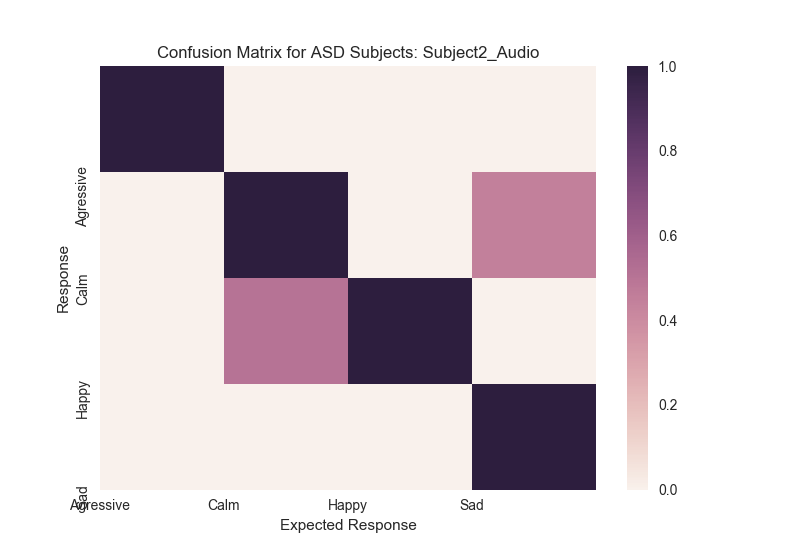 Confusion Matrix for ASD Subjects: Subject2_Audio
1.0
0.8
0.6
0.4
0.2
0.0
Response
Agressive
Calm
Happy
Sad
Agressive Calm Happy Sad
Expected Response